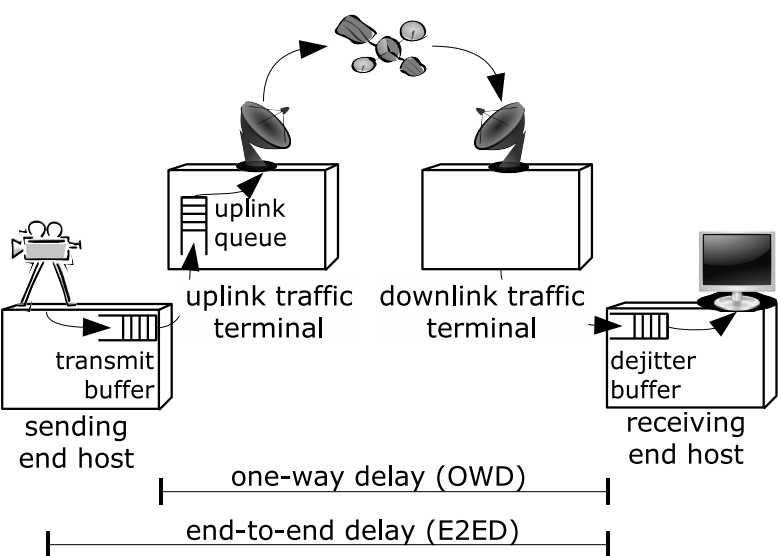 uplink
queue
uplink traffic
terminal
downlink traffic
terminal
transmit
buffer
sending
end host
dejitter
buffer
receiving
end host
one-way delay (OWD)
end-to-end delay (E2ED)